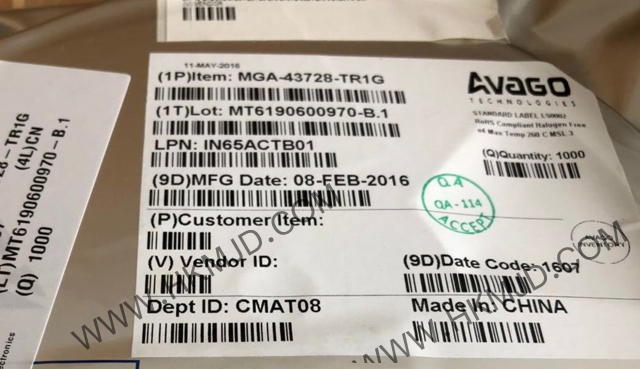 11-MAY-2016
(1P)Item: MGA-43728-TR1G
AVAGO
TECHNOLOGIES
STANDARD LABEL LS0002
RoHS Compliant Halogen Free
e4 Max Temp 260 C MSL 3
(1T)Lot: MT6190600970-B.1
LPN: IN65ACTB01
(Q)Quantity: 1000
(9D)MFG Date: 08-FEB-2016
QA
QA-114
ACCEPT
(P)Customer Item:
AVAGO
INVENTORY
(V) Vendor ID:
(9D)Date Code: 1607
Dept ID: CMAT08
Made In: CHINA
28-TR1G
(4L)CN
MT6190600970-B.1
(Q) 1000
WWW.HKMJD.COM
WWW.HKMJD.COM